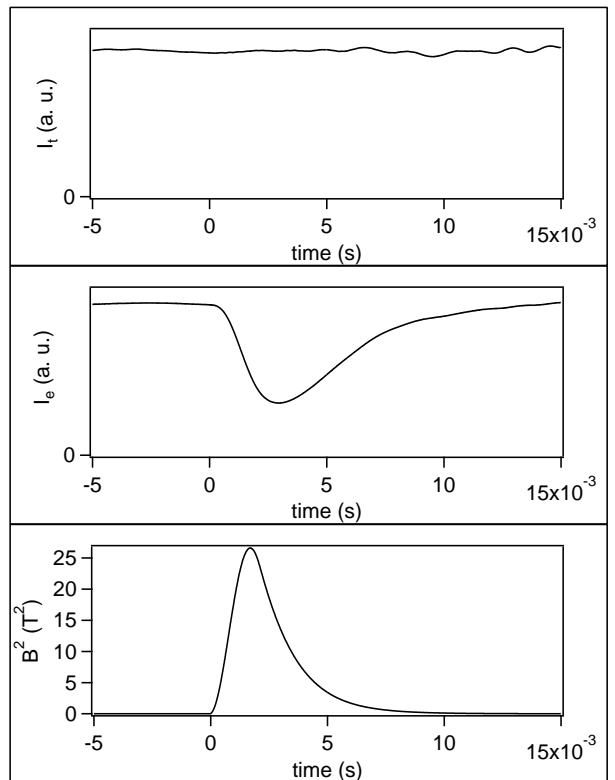 I_t (a. u.)
0
-5 0 5 10 15x10^-3
time (s)
I_e (a. u.)
0
-5 0 5 10 15x10^-3
time (s)
B^2 (T^2)
25
20
15
10
5
0
-5 0 5 10 15x10^-3
time (s)